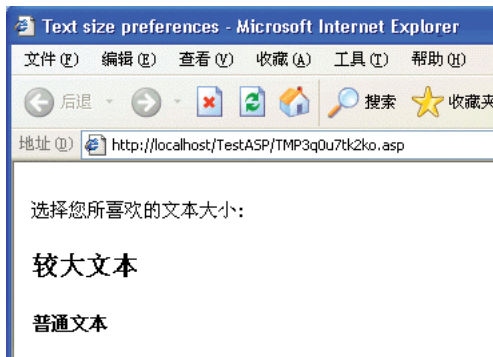 Text size preferences - Microsoft Internet Explorer
文件(F) 编辑(E) 查看(V) 收藏(A) 工具(T) 帮助(H)
后退 搜索 收藏夹
地址(D) http://localhost/TestASP/TMP3q0u7tk2ko.asp
选择您所喜欢的文本大小:
较大文本
普通文本